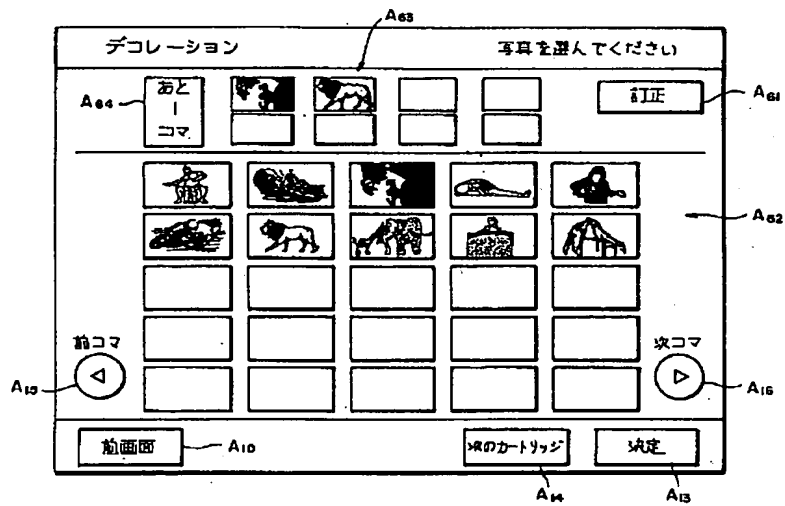 A63
デコレーション
写真を選んでください
A64
あと
ー
コマ
訂正
A61
A62
前コマ
次コマ
A15
A16
前画面
A10
次のカートリッジ
決定
A14
A13